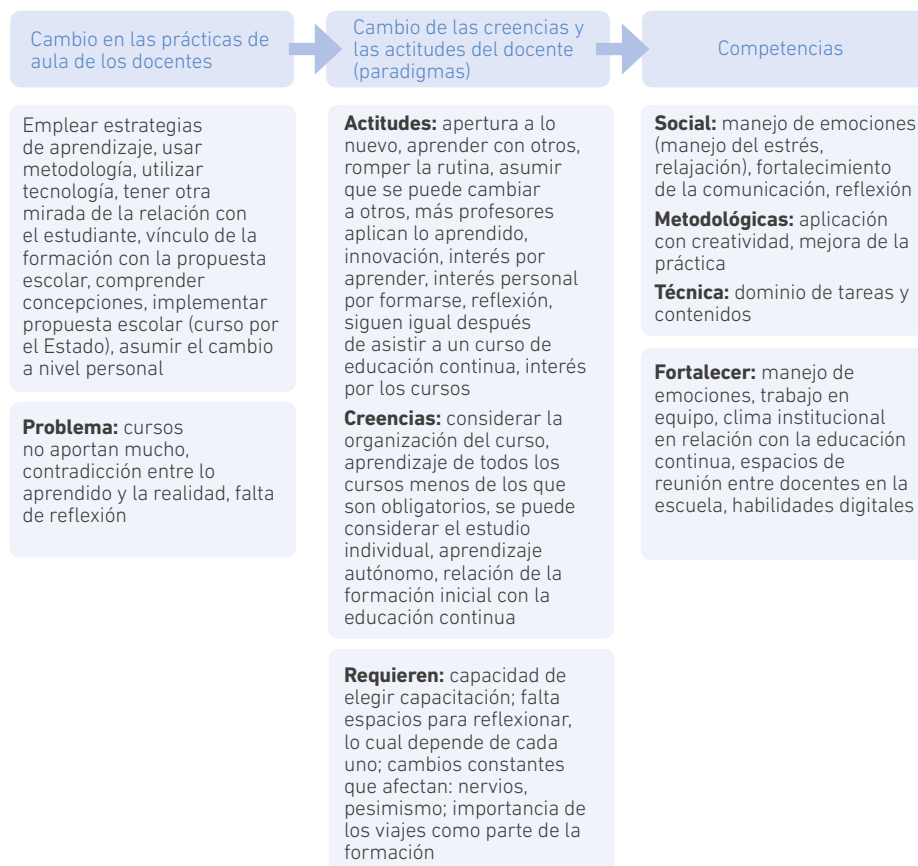 Cambio en las prácticas de
aula de los docentes
Cambio de las creencias y
las actitudes del docente
(paradigmas)
Competencias
Emplear estrategias
de aprendizaje, usar
metodología, utilizar
tecnología, tener otra
mirada de la relación con
el estudiante, vínculo de la
formación con la propuesta
escolar, comprender
concepciones, implementar
propuesta escolar (curso por
el Estado), asumir el cambio
a nivel personal
Problema: cursos
no aportan mucho,
contradicción entre lo
aprendido y la realidad, falta
de reflexión
Actitudes: apertura a lo
nuevo, aprender con otros,
romper la rutina, asumir
que se puede cambiar
a otros, más profesores
aplican lo aprendido,
innovación, interés por
aprender, interés personal
por formarse, reflexión,
siguen igual después
de asistir a un curso de
educación continua, interés
por los cursos
Creencias: considerar la
organización del curso,
aprendizaje de todos los
cursos menos de los que
son obligatorios, se puede
considerar el estudio
individual, aprendizaje
autónomo, relación de la
formación inicial con la
educación continua
Requieren: capacidad de
elegir capacitación; falta
espacios para reflexionar,
lo cual depende de cada
uno; cambios constantes
que afectan: nervios,
pesimismo; importancia de
los viajes como parte de la
formación
Social: manejo de emociones
(manejo del estrés,
relajación), fortalecimiento
de la comunicación, reflexión
Metodológicas: aplicación
con creatividad, mejora de la
práctica
Técnica: dominio de tareas y
contenidos
Fortalecer: manejo de
emociones, trabajo en
equipo, clima institucional
en relación con la educación
continua, espacios de
reunión entre docentes en la
escuela, habilidades digitales